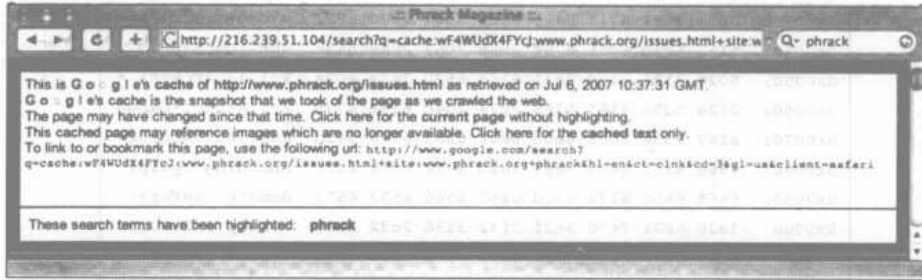 .:: Phrack Magazine ::.
http://216.239.51.104/search?q=cache:wF4WUdX4FYcJ:www.phrack.org/issues.html+site:w
phrack
This is G o o g l e's cache of http://www.phrack.org/issues.html as retrieved on Jul 6, 2007 10:37:31 GMT.
G o o g l e's cache is the snapshot that we took of the page as we crawled the web.
The page may have changed since that time. Click here for the current page without highlighting.
This cached page may reference images which are no longer available. Click here for the cached text only.
To link to or bookmark this page, use the following url: http://www.google.com/search?
q=cache:wF4WUdX4FYcJ:www.phrack.org/issues.html+site:www.phrack.org+phrack&hl=en&ct=clnk&cd=3&gl=us&client=safari
These search terms have been highlighted: phrack